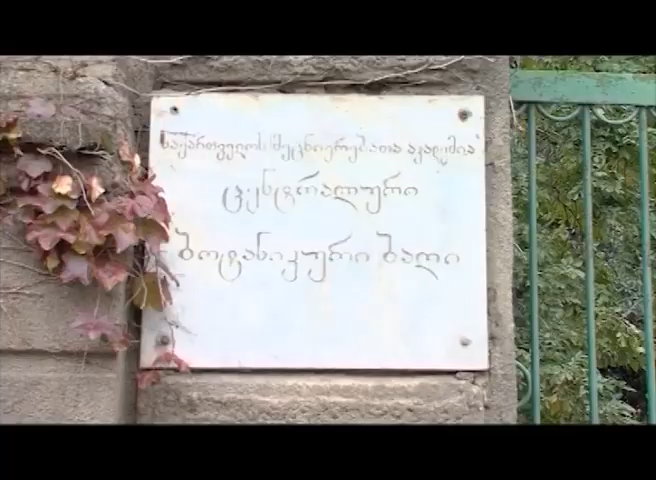 საქართველოს მეცნიერებათა აკადემია
ცენტრალური
ბოტანიკური ბაღი